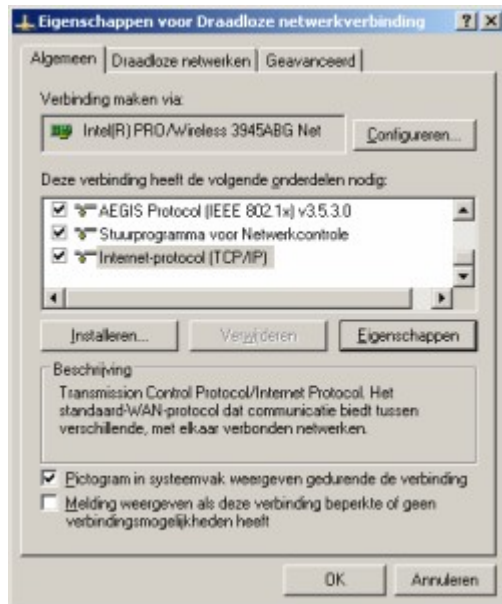 Eigenschappen voor Draadloze netwerkverbinding
Algemeen Draadloze netwerken Geavanceerd
Verbinding maken via:
Intel(R) PRO/Wireless 3945ABG Net Configureren...
Deze verbinding heeft de volgende onderdelen nodig:
AEGIS Protocol (IEEE 802.1x) v3.5.3.0
Stuurprogramma voor Netwerkcontrole
Internet-protocol (TCP/IP)
Installeren... Verwijderen Eigenschappen
Beschrijving
Transmission Control Protocol/Internet Protocol. Het
standaard-WAN-protocol dat communicatie biedt tussen
verschillende, met elkaar verbonden netwerken.
Pictogram in systeemvak weergeven gedurende de verbinding
Melding weergeven als deze verbinding beperkte of geen
verbindingsmogelijkheden heeft
OK Annuleren